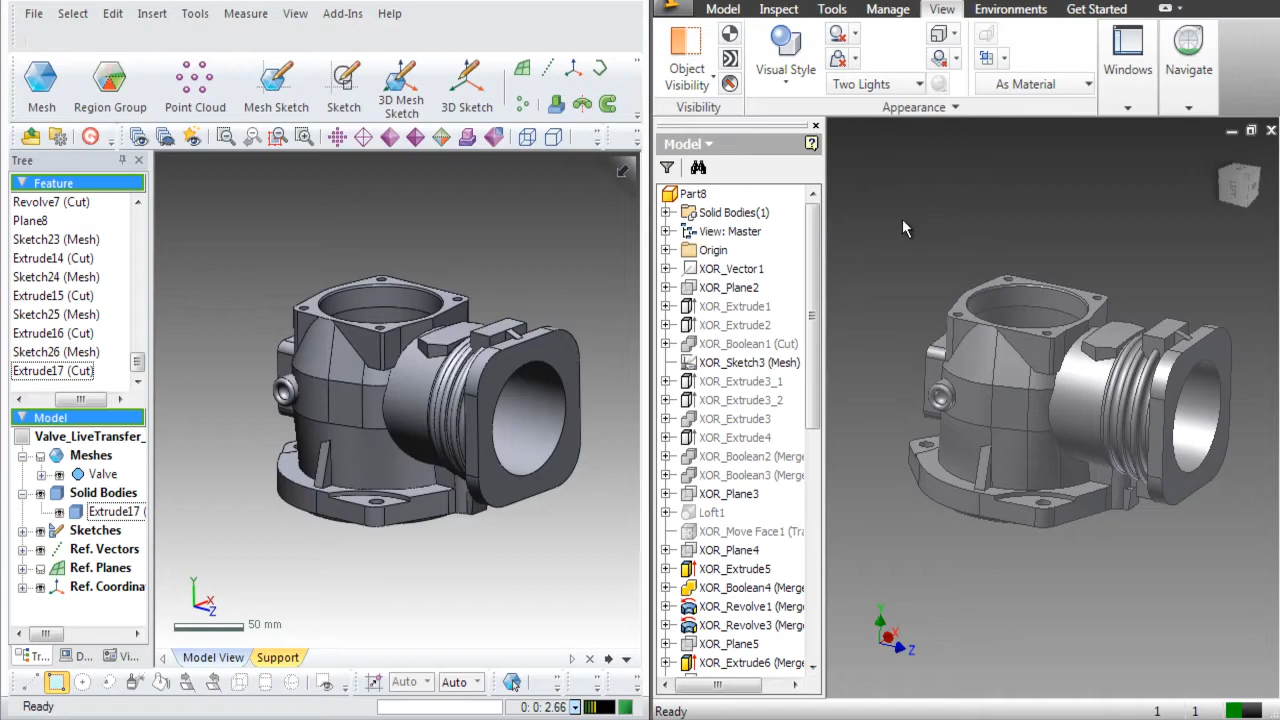 File Select Edit Insert Tools Measure View Add-Ins Help
Mesh
Region Group
Point Cloud
Mesh Sketch
Sketch
3D Mesh
Sketch
3D Sketch
Tree
Feature
Revolve7 (Cut)
Plane8
Sketch23 (Mesh)
Extrude14 (Cut)
Sketch24 (Mesh)
Extrude15 (Cut)
Sketch25 (Mesh)
Extrude16 (Cut)
Sketch26 (Mesh)
Extrude17 (Cut)
Model
Valve_LiveTransfer_
Meshes
Valve
Solid Bodies
Extrude17 (
Sketches
Ref. Vectors
Ref. Planes
Ref. Coordina
Y
X
Z
50 mm
Tr...
D...
Vi...
Model View
Support
Auto
Auto
Ready
0: 0: 2.66
Model Inspect Tools Manage View Environments Get Started
Object
Visibility
Visual Style
Two Lights
As Material
Windows
Navigate
Visibility
Appearance
Model
Part8
Solid Bodies(1)
View: Master
Origin
XOR_Vector1
XOR_Plane2
XOR_Extrude1
XOR_Extrude2
XOR_Boolean1 (Cut)
XOR_Sketch3 (Mesh)
XOR_Extrude3_1
XOR_Extrude3_2
XOR_Extrude3
XOR_Extrude4
XOR_Boolean2 (Merge
XOR_Boolean3 (Merge
XOR_Plane3
Loft1
XOR_Move Face1 (Tra
XOR_Plane4
XOR_Extrude5
XOR_Boolean4 (Merge
XOR_Revolve1 (Merge
XOR_Revolve3 (Merge
XOR_Plane5
XOR_Extrude6 (Merge
LEFT
Y
X
Z
Ready
1
1